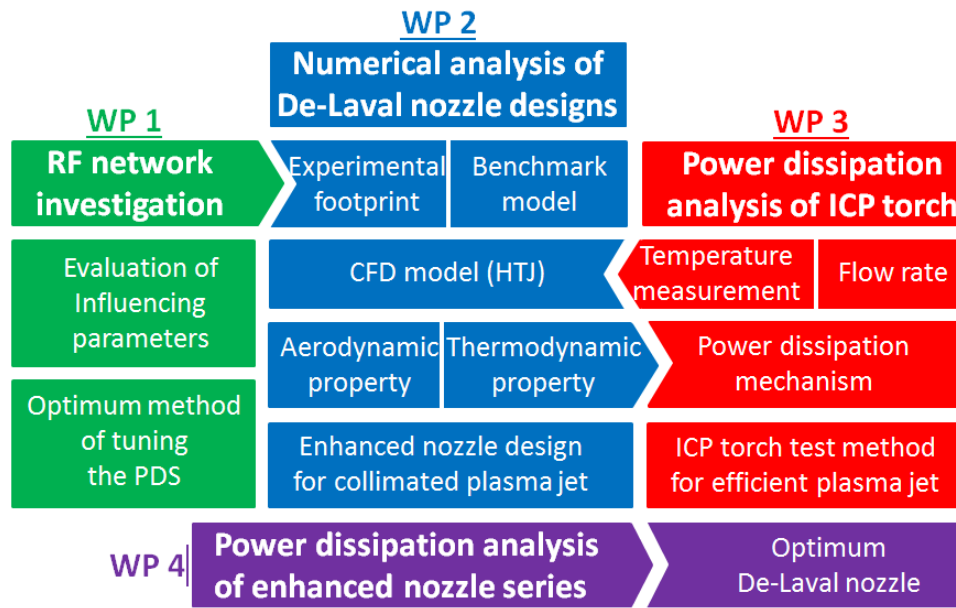 WP 1
RF network
investigation
Evaluation of
Influencing
parameters
Optimum method
of tuning
the PDS
WP 2
Numerical analysis of
De-Laval nozzle designs
Experimental
footprint
Benchmark
model
CFD model (HTJ)
Aerodynamic
property
Thermodynamic
property
Enhanced nozzle design
for collimated plasma jet
WP 3
Power dissipation
analysis of ICP torch
Temperature
measurement
Flow rate
Power dissipation
mechanism
ICP torch test method
for efficient plasma jet
WP 4
Power dissipation analysis
of enhanced nozzle series
Optimum
De-Laval nozzle